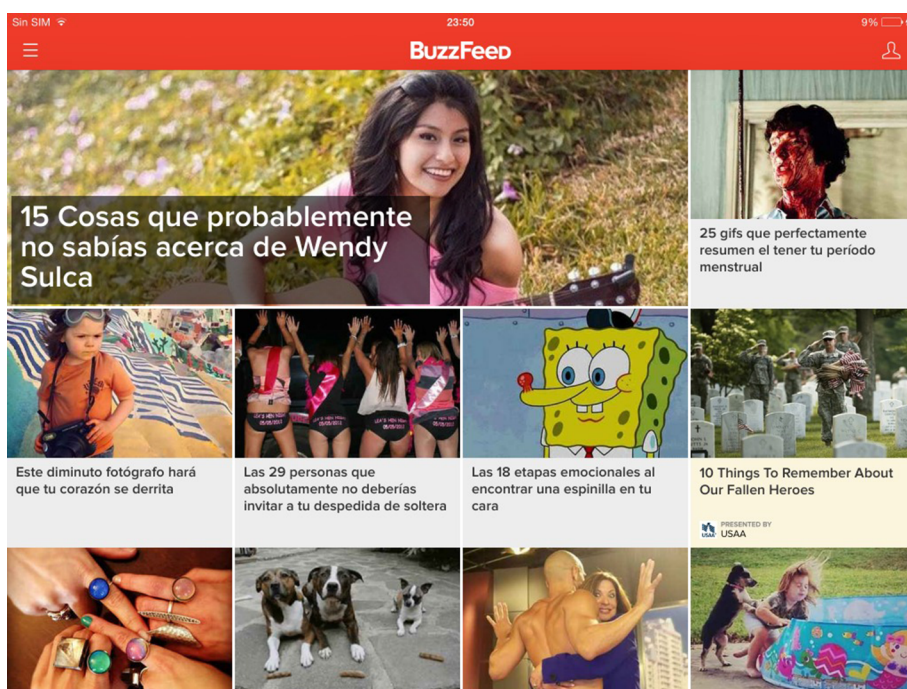 Sin SIM
23:50
9%
BuzzFeed
15 Cosas que probablemente
no sabías acerca de Wendy
Sulca
25 gifs que perfectamente
resumen el tener tu período
menstrual
Este diminuto fotógrafo hará
que tu corazón se derrita
Las 29 personas que
absolutamente no deberías
invitar a tu despedida de soltera
Las 18 etapas emocionales al
encontrar una espinilla en tu
cara
10 Things To Remember About
Our Fallen Heroes
PRESENTED BY
USAA
USAA